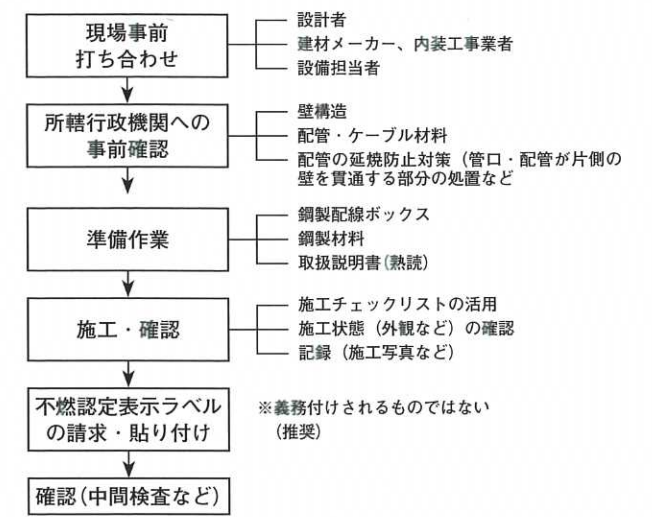 現場事前
打ち合わせ
設計者
建材メーカー、内装工事業者
設備担当者
所轄行政機関への
事前確認
壁構造
配管・ケーブル材料
配管の延焼防止対策（管口・配管が片側の
壁を貫通する部分の処置など
準備作業
鋼製配線ボックス
鋼製材料
取扱説明書（熟読）
施工・確認
施工チェックリストの活用
施工状態（外観など）の確認
記録（施工写真など）
不燃認定表示ラベル
の請求・貼り付け
※義務付けされるものではない
（推奨）
確認（中間検査など）